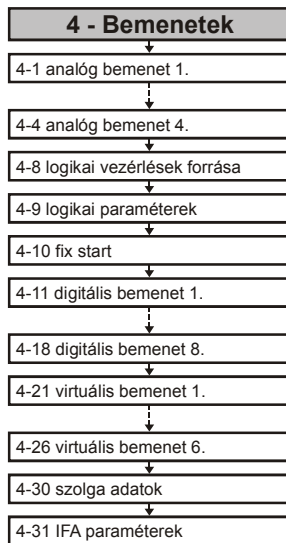 4 - Bemenetek
4-1 analóg bemenet 1.
4-4 analóg bemenet 4.
4-8 logikai vezérlések forrása
4-9 logikai paraméterek
4-10 fix start
4-11 digitális bemenet 1.
4-18 digitális bemenet 8.
4-21 virtuális bemenet 1.
4-26 virtuális bemenet 6.
4-30 szolga adatok
4-31 IFA paraméterek